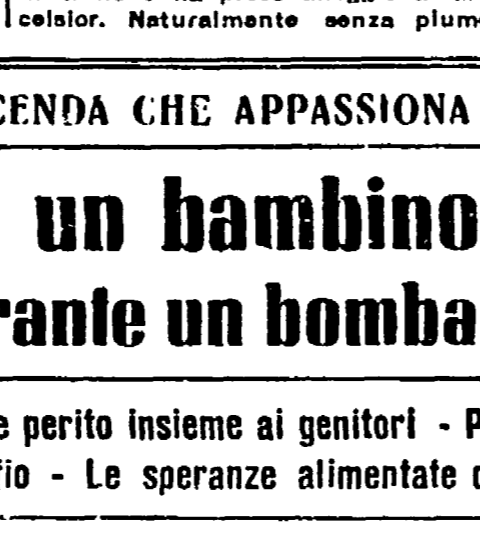 celsior. Naturalmente senza pium
CENDA CHE APPASSIONA
un bambino
rante un bomba
e perito insieme ai genitori - P
fio - Le speranze alimentate